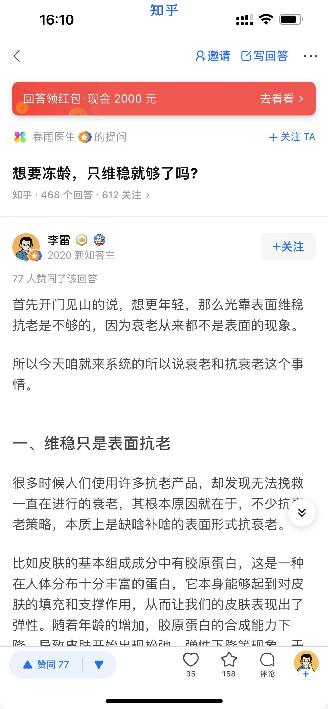 16:10
知乎
邀请
写回答
回答领红包·现金 2000 元
去看看 >
春雨医生 的提问
+ 关注 TA
想要冻龄，只维稳就够了吗?
知乎 · 468 个回答 · 612 关注 >
李雷
2020 新知答主
+关注
77 人赞同了该回答
首先开门见山的说，想更年轻，那么光靠表面维稳
抗老是不够的，因为衰老从来都不是表面的现象。
所以今天咱就来系统的所以说衰老和抗衰老这个事
情。
一、维稳只是表面抗老
很多时候人们使用许多抗老产品，却发现无法挽救
一直在进行的衰老，其根本原因就在于，不少抗衰
老策略，本质上是缺啥补啥的表面形式抗衰老。
比如皮肤的基本组成成分中有胶原蛋白，这是一种
在人体分布十分丰富的蛋白，它本身能够起到对皮
肤的填充和支撑作用，从而让我们的皮肤表现出了
弹性。随着年龄的增加，胶原蛋白的合成能力下
降，导致皮肤开始出现松弛、弹性下降等现象，于
赞同 77
35
158
评论